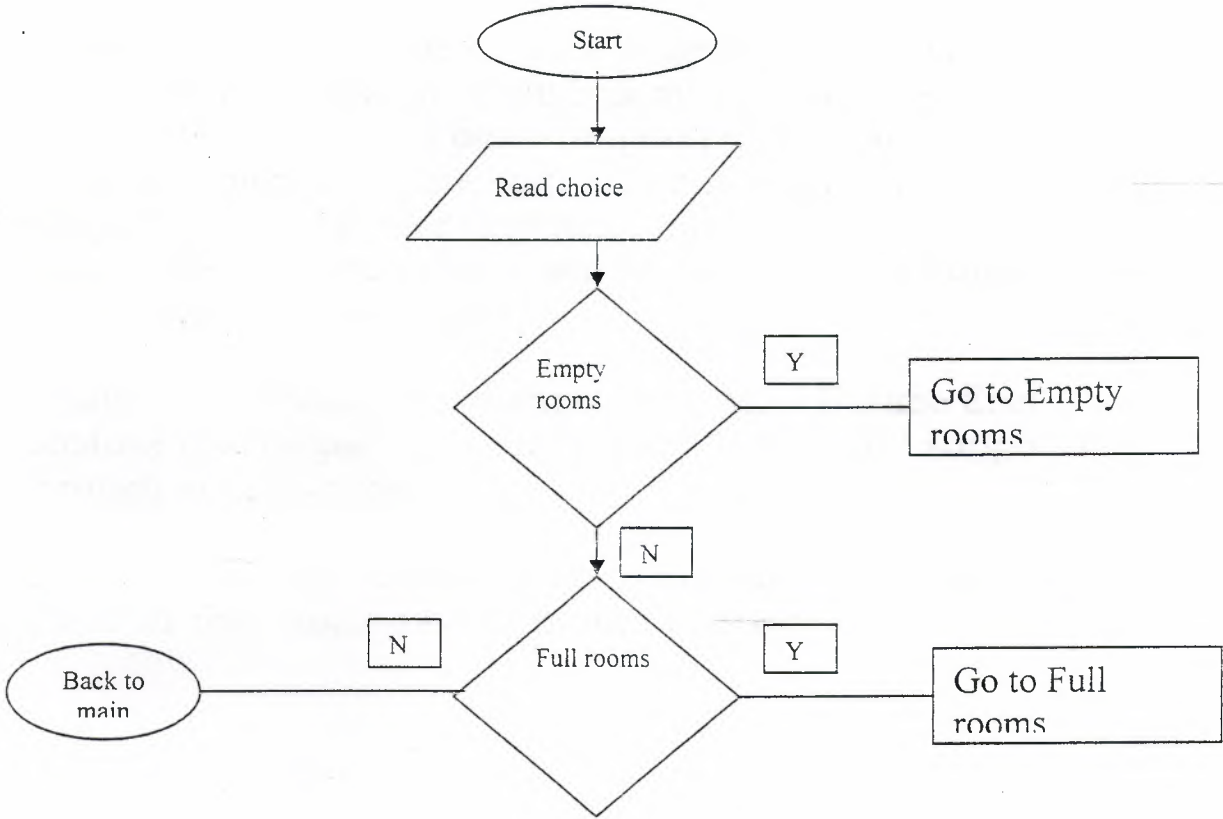 Start
Read choice
Empty
rooms
Y
Go to Empty
rooms
N
Full rooms
N
Y
Back to
main
Go to Full
rooms